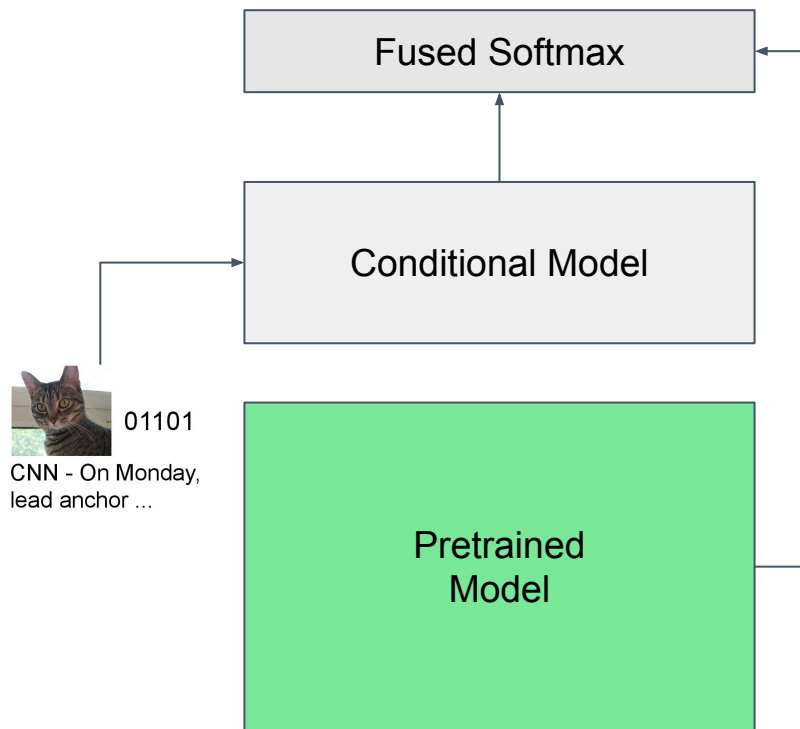 Fused Softmax
Conditional Model
01101
CNN - On Monday,
lead anchor ...
Pretrained
Model